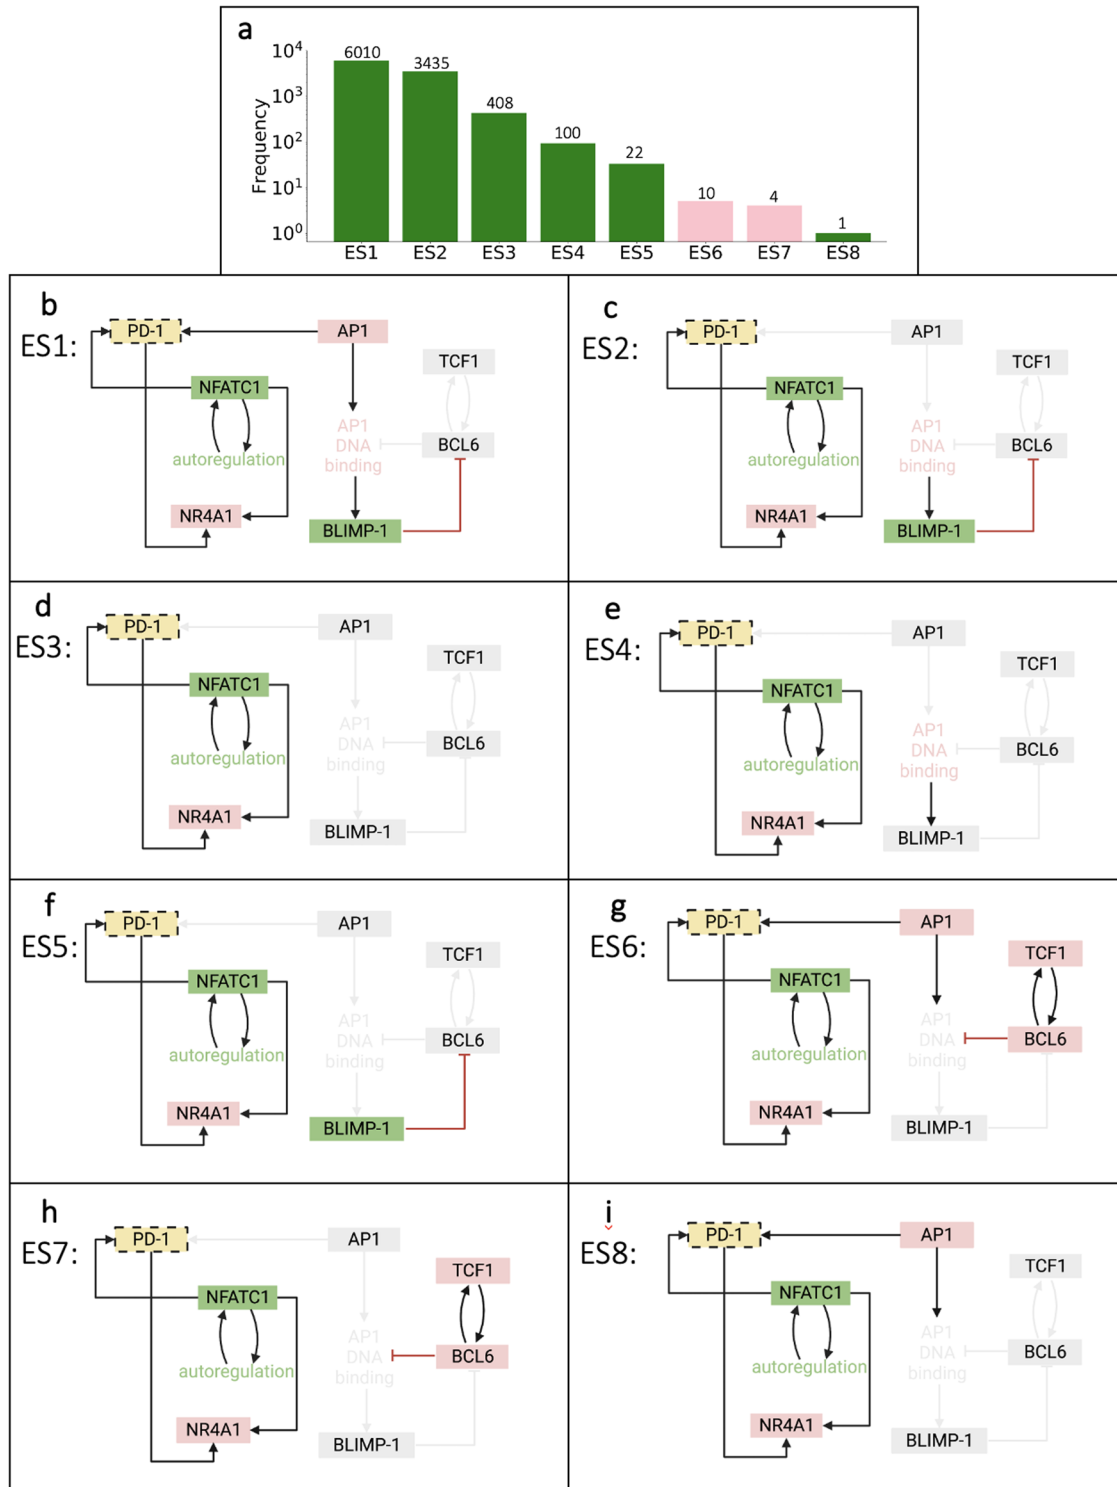 a
10^4
10^3
10^2
10^1
10^0
Frequency
6010
3435
408
100
22
10
4
1
ES1 ES2 ES3 ES4 ES5 ES6 ES7 ES8
b
ES1:
PD-1
AP1
TCF1
NFATC1
AP1
DNA
binding
BCL6
autoregulation
NR4A1
BLIMP-1
c
ES2:
PD-1
AP1
TCF1
NFATC1
AP1
DNA
binding
BCL6
autoregulation
NR4A1
BLIMP-1
d
ES3:
PD-1
AP1
TCF1
NFATC1
AP1
DNA
binding
BCL6
autoregulation
NR4A1
BLIMP-1
e
ES4:
PD-1
AP1
TCF1
NFATC1
AP1
DNA
binding
BCL6
autoregulation
NR4A1
BLIMP-1
f
ES5:
PD-1
AP1
TCF1
NFATC1
AP1
DNA
binding
BCL6
autoregulation
NR4A1
BLIMP-1
g
ES6:
PD-1
AP1
TCF1
NFATC1
AP1
DNA
binding
BCL6
autoregulation
NR4A1
BLIMP-1
h
ES7:
PD-1
AP1
TCF1
NFATC1
AP1
DNA
binding
BCL6
autoregulation
NR4A1
BLIMP-1
i
ES8:
PD-1
AP1
TCF1
NFATC1
AP1
DNA
binding
BCL6
autoregulation
NR4A1
BLIMP-1